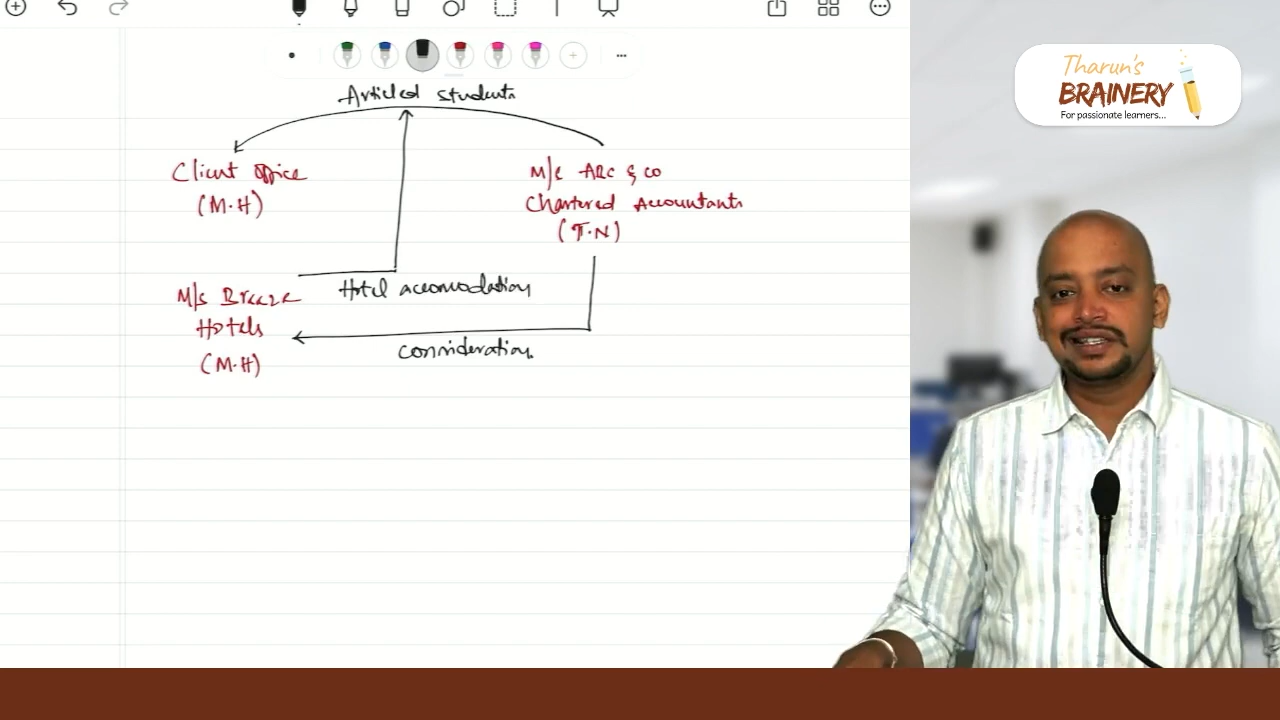 Tharun's
BRAINERY
For passionate learners...
Articled students
Client office
(M.H)
M/s ARC & co
Chartered Accountants
(T.N)
M/s Breeze
Hotels
(M.H)
Hotel accomodation
consideration